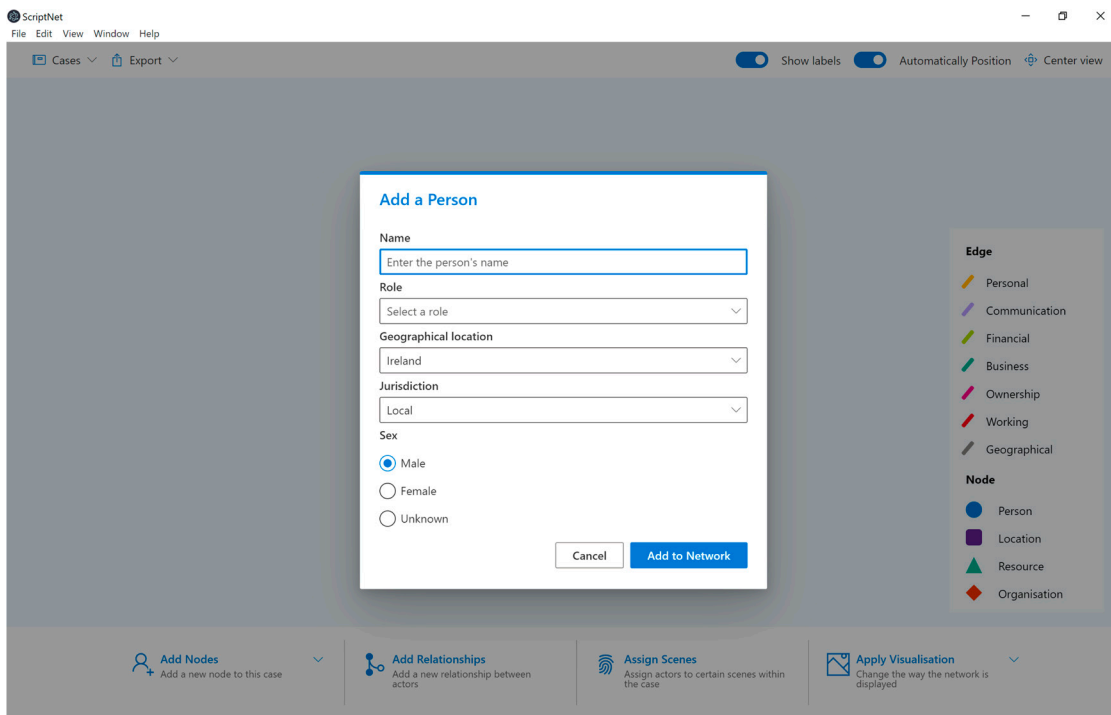 ScriptNet
File Edit View Window Help
Cases Export Show labels Automatically Position Center view
Add a Person
Name
Enter the person's name
Role
Select a role
Geographical location
Ireland
Jurisdiction
Local
Sex
Male
Female
Unknown
Cancel Add to Network
Edge
Personal
Communication
Financial
Business
Ownership
Working
Geographical
Node
Person
Location
Resource
Organisation
Add Nodes
Add a new node to this case
Add Relationships
Add a new relationship between
actors
Assign Scenes
Assign actors to certain scenes within
the case
Apply Visualisation
Change the way the network is
displayed